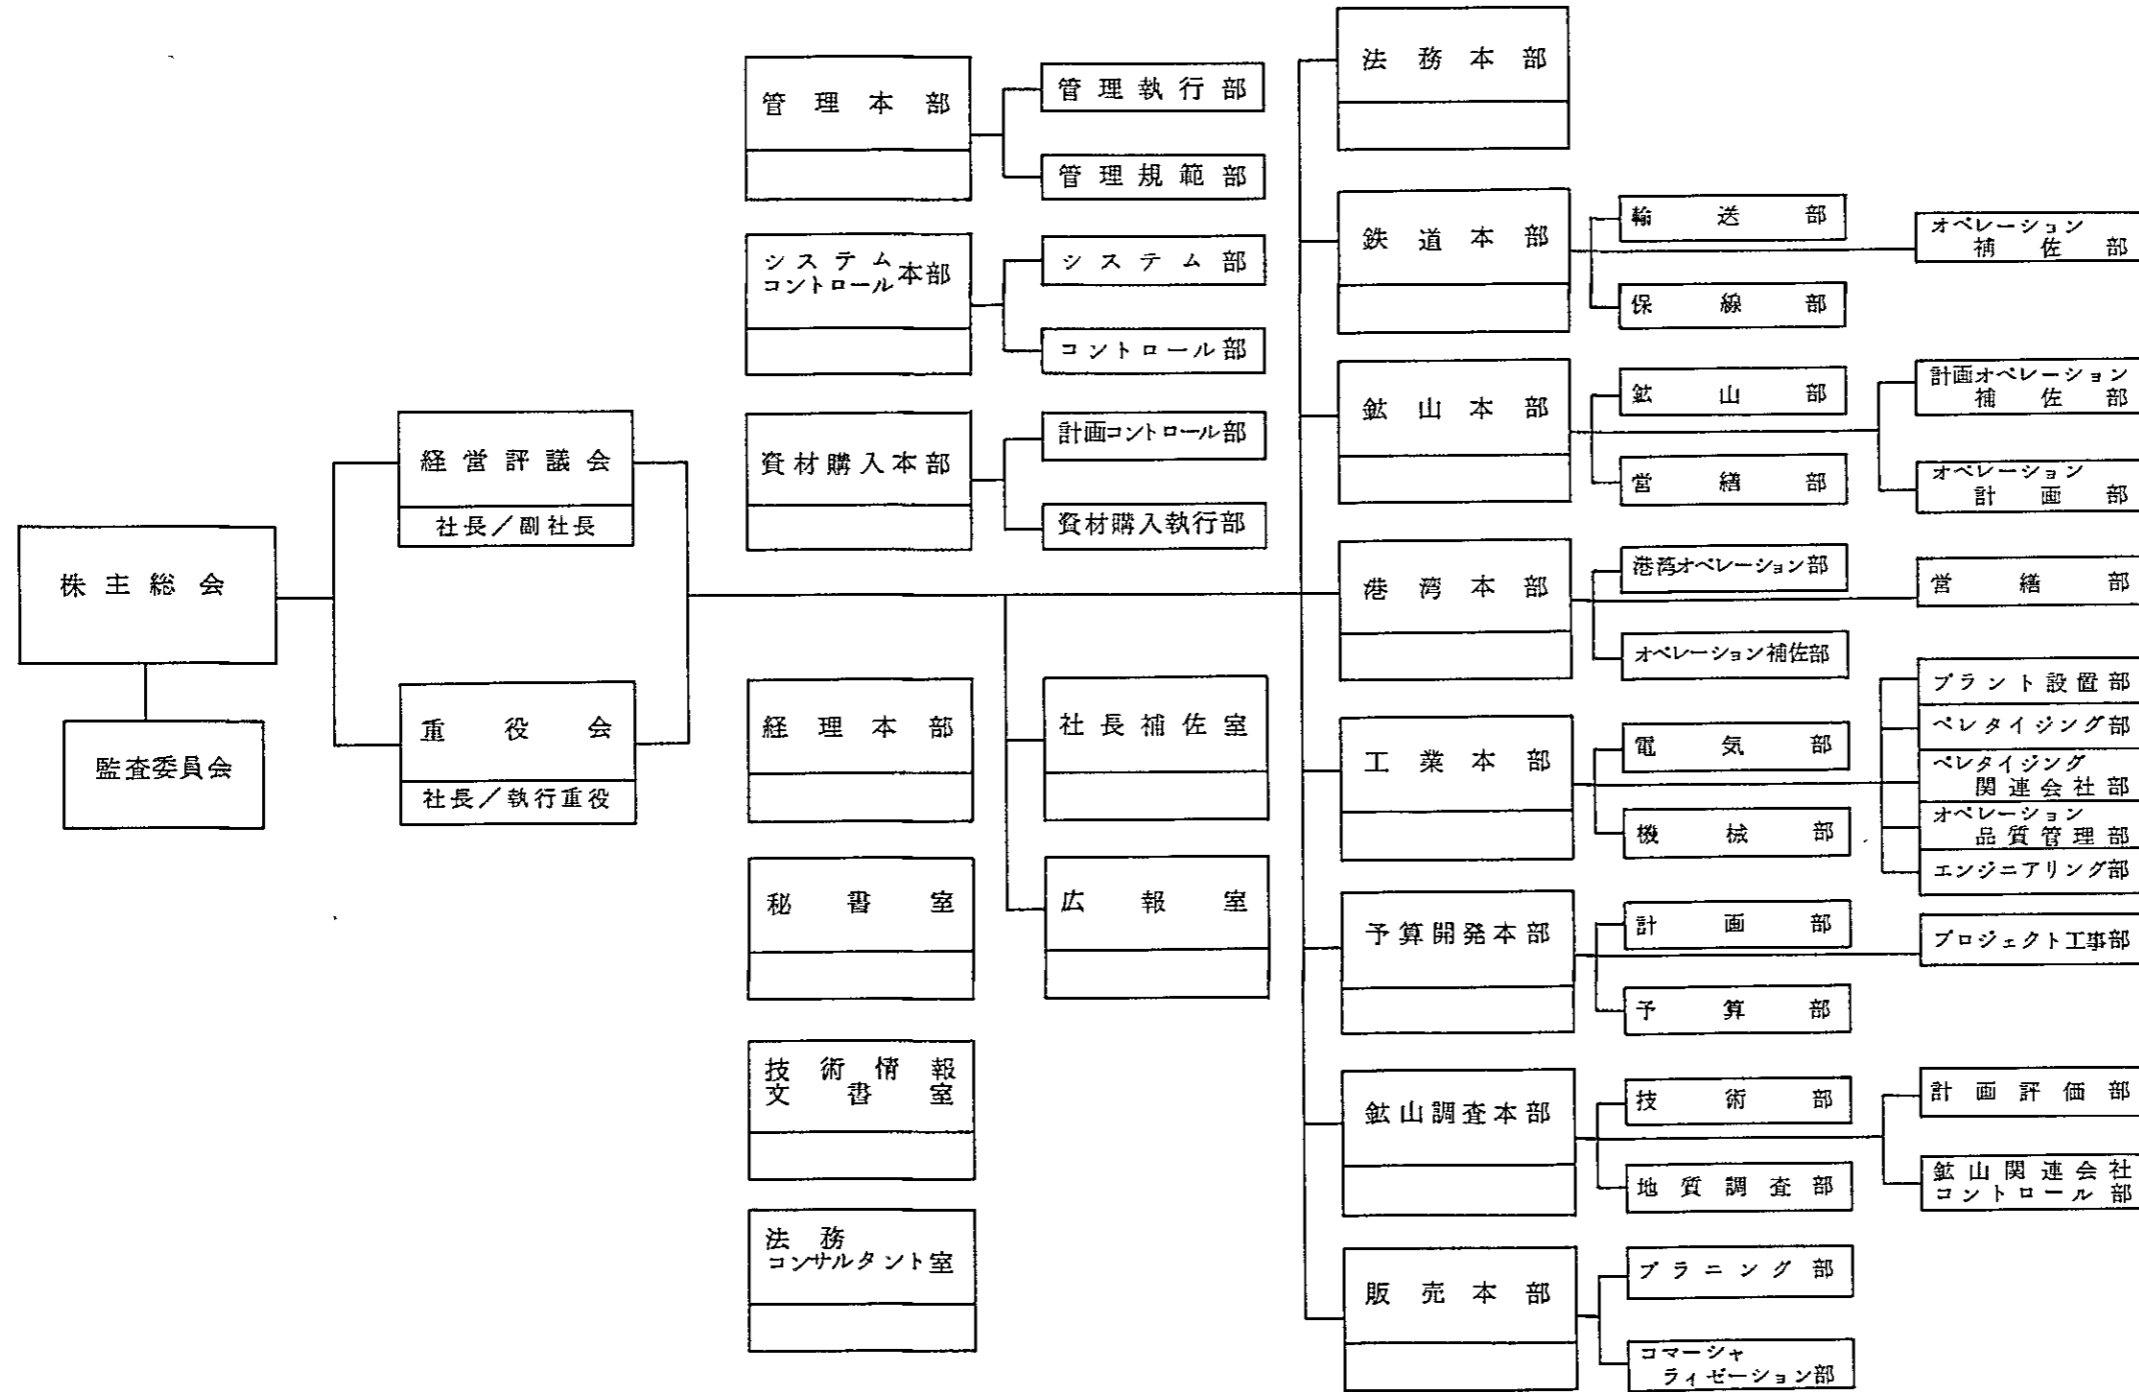 株主総会
監査委員会
経営評議会
社長／副社長
重役会
社長／執行重役
管理本部
管理執行部
管理規範部
システム
コントロール本部
システム部
コントロール部
資材購入本部
計画コントロール部
資材購入執行部
経理本部
秘書室
技術情報
文書室
法務
コンサルタント室
社長補佐室
広報室
法務本部
鉄道本部
輸送部
保線部
オペレーション
補佐部
鉱山本部
鉱山部
営繕部
計画オペレーション
補佐部
オペレーション
計画部
港湾本部
港湾オペレーション部
オペレーション補佐部
営繕部
工業本部
電気部
機械部
プラント設置部
ペレタイジング部
ペレタイジング
関連会社部
オペレーション
品質管理部
エンジニアリング部
予算開発本部
計画部
予算部
プロジェクト工事部
鉱山調査本部
技術部
地質調査部
計画評価部
鉱山関連会社
コントロール部
販売本部
プラニング部
コマーシャ
ライゼーション部